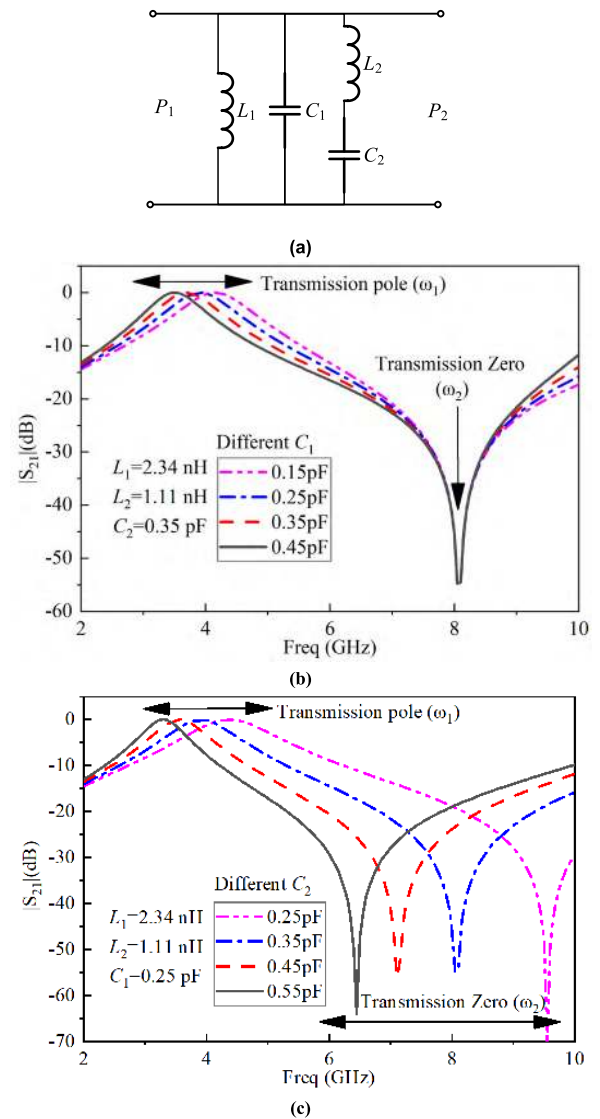 (a)
P1 L1 C1 L2 C2 P2
(a)
Transmission pole (ω1)
Transmission Zero
(ω2)
Different C1
L1=2.34 nH
L2=1.11 nH
C2=0.35 pF
0.15pF
0.25pF
0.35pF
0.45pF
|S21|(dB)
0
-10
-20
-30
-40
-50
-60
2 4 6 8 10
Freq (GHz)
(b)
Transmission pole (ω1)
Different C2
L1=2.34 nH
L2=1.11 nH
C1=0.25 pF
0.25pF
0.35pF
0.45pF
0.55pF
Transmission Zero (ω2)
|S21|(dB)
0
-10
-20
-30
-40
-50
-60
-70
2 4 6 8 10
Freq (GHz)
(c)